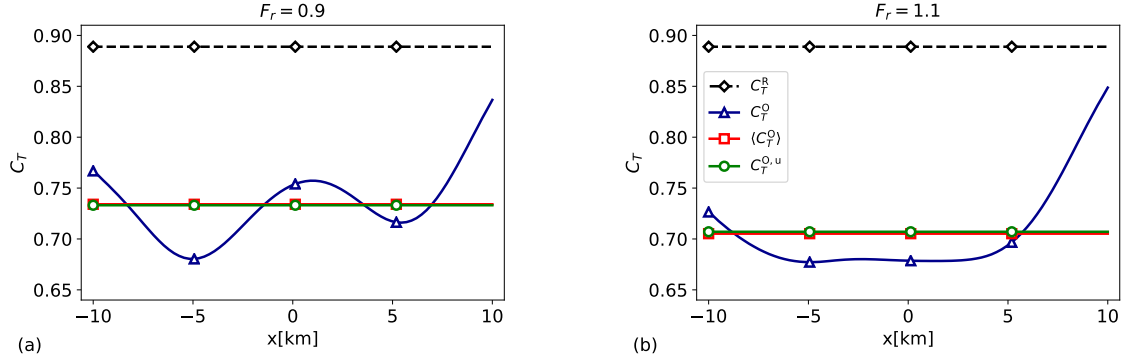 F_r = 0.9
0.90
0.85
0.80
0.75
0.70
0.65
C_T
−10
−5
0
5
10
x[km]
(a)
F_r = 1.1
0.90
0.85
0.80
0.75
0.70
0.65
C_T^R
C_T^O
⟨C_T^O⟩
C_T^{O,u}
−10
−5
0
5
10
x[km]
(b)